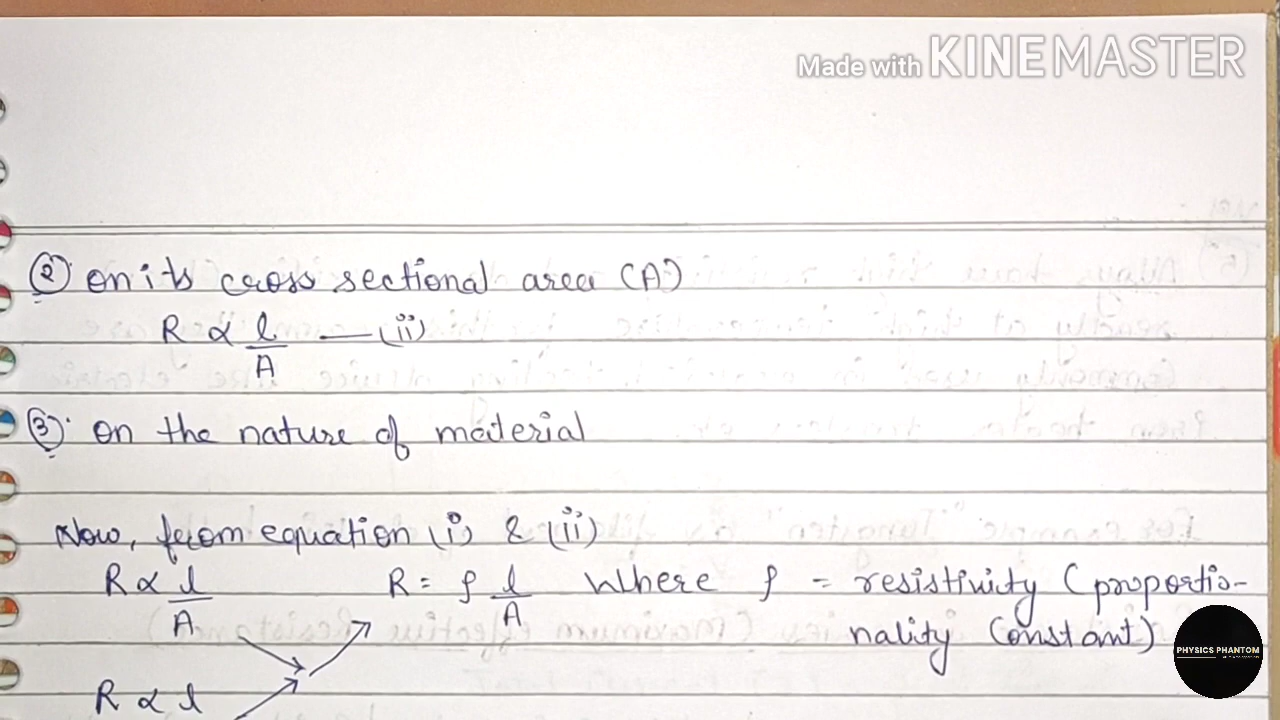 Made with KINEMASTER
② on its cross sectional area (A)
R ∝ l/A —(ii)
③ on the nature of material
Now, from equation (i) & (ii)
R ∝ l/A R = ρ l/A Where ρ = resistivity (proportio-
nality constant)
R ∝ l
PHYSICS PHANTOM